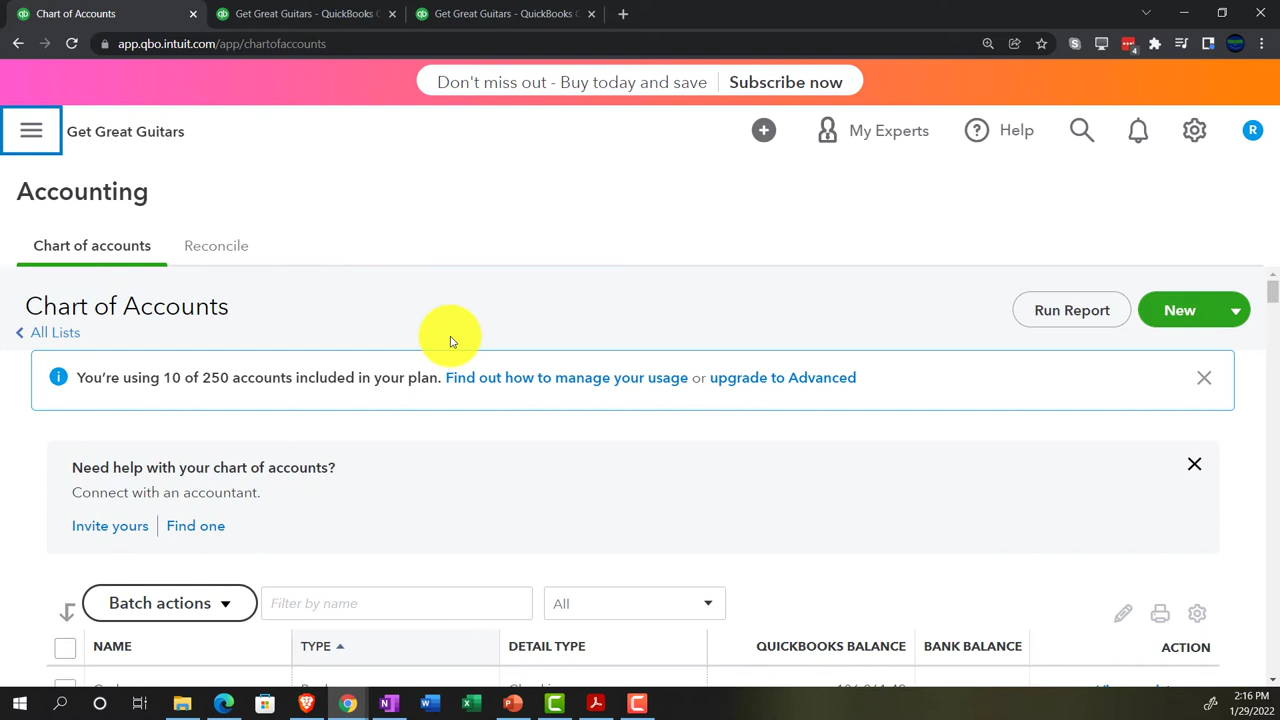 Chart of Accounts
Get Great Guitars - QuickBooks O
Get Great Guitars - QuickBooks O
app.qbo.intuit.com/app/chartofaccounts
4
Don't miss out - Buy today and save
Subscribe now
Get Great Guitars
My Experts
Help
R
Accounting
Chart of accounts
Reconcile
Chart of Accounts
All Lists
Run Report
New
You're using 10 of 250 accounts included in your plan. Find out how to manage your usage or upgrade to Advanced
Need help with your chart of accounts?
Connect with an accountant.
Invite yours
Find one
Batch actions
Filter by name
All
NAME
TYPE
DETAIL TYPE
QUICKBOOKS BALANCE
BANK BALANCE
ACTION
2:16 PM
1/29/2022